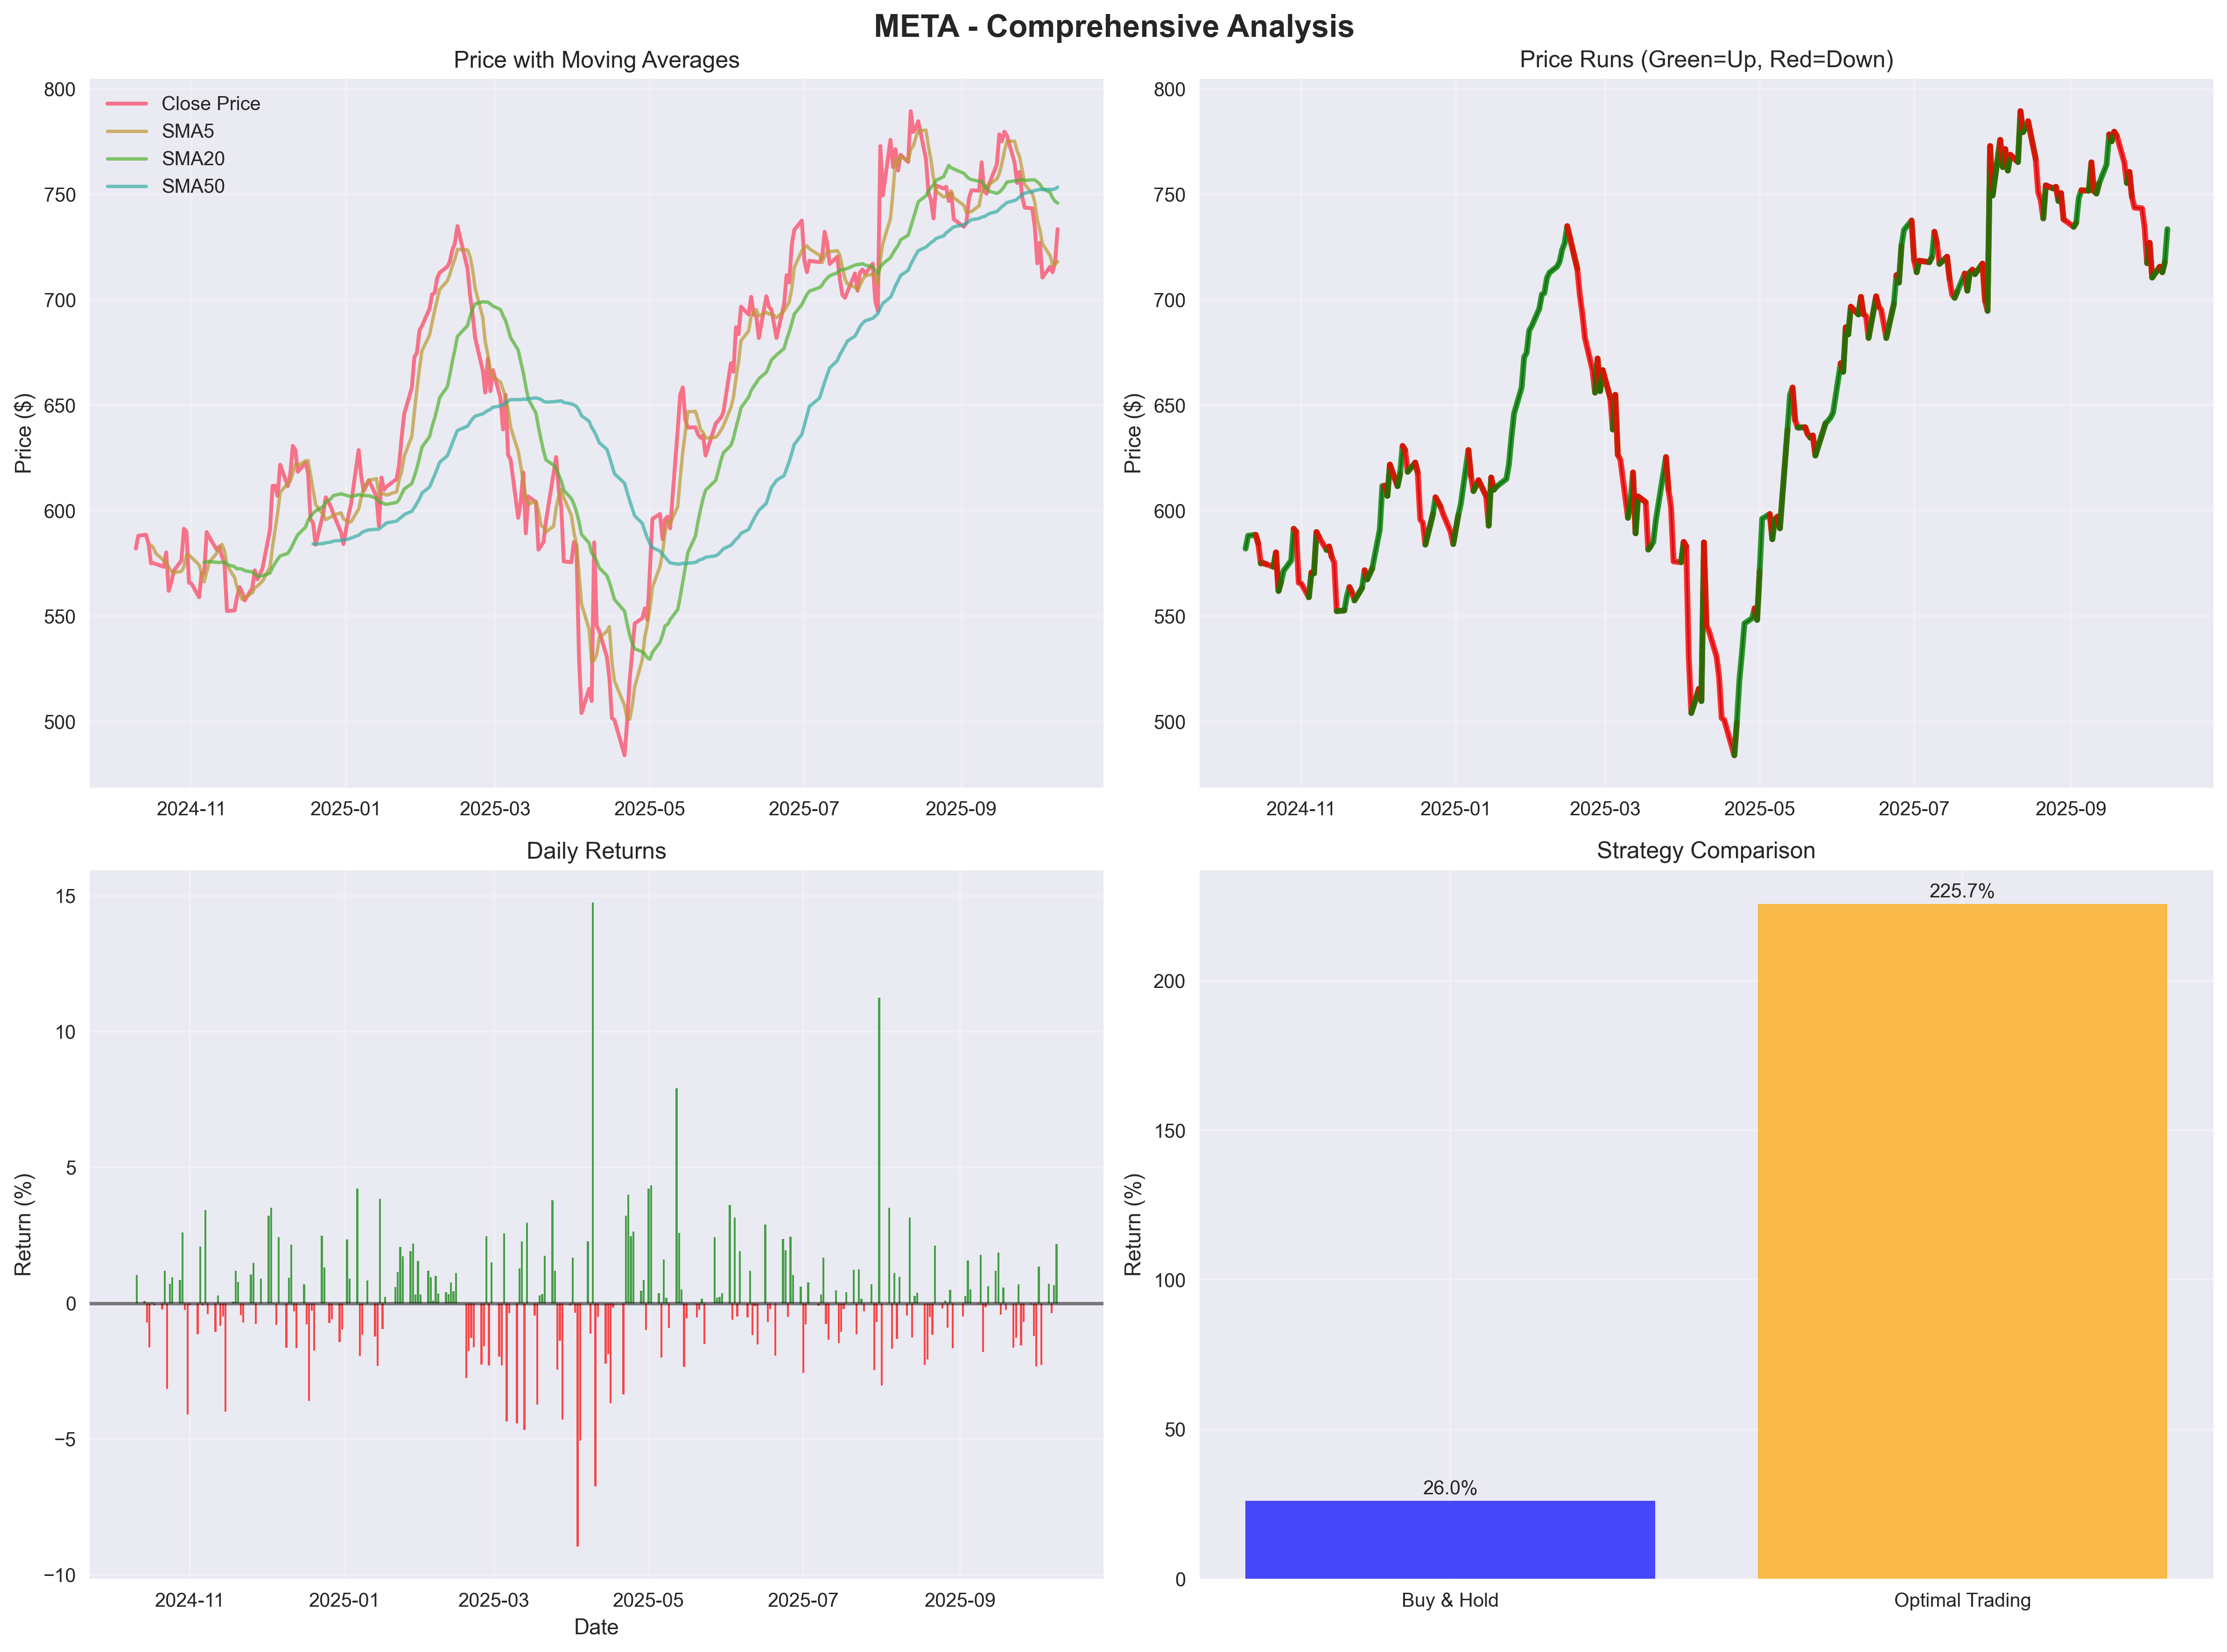 META - Comprehensive Analysis
Price with Moving Averages
Price ($)
800
750
700
650
600
550
500
Close Price
SMA5
SMA20
SMA50
2024-11 2025-01 2025-03 2025-05 2025-07 2025-09
Price Runs (Green=Up, Red=Down)
Price ($)
800
750
700
650
600
550
500
2024-11 2025-01 2025-03 2025-05 2025-07 2025-09
Daily Returns
Return (%)
15
10
5
0
−5
−10
2024-11 2025-01 2025-03 2025-05 2025-07 2025-09
Date
Strategy Comparison
Return (%)
200
150
100
50
0
225.7%
26.0%
Buy & Hold Optimal Trading